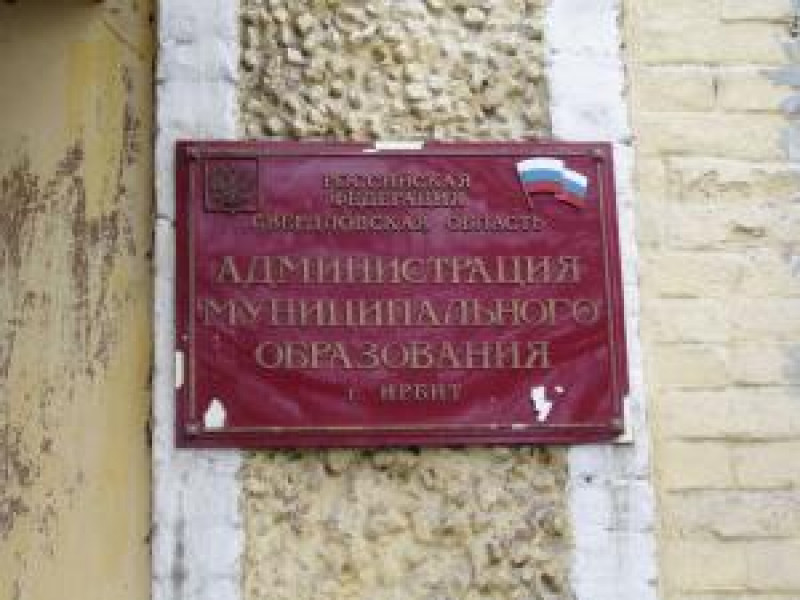 РОССИЙСКАЯ
ФЕДЕРАЦИЯ
СВЕРДЛОВСКАЯ ОБЛАСТЬ
АДМИНИСТРАЦИЯ
МУНИЦИПАЛЬНОГО
ОБРАЗОВАНИЯ
г. ИРБИТ